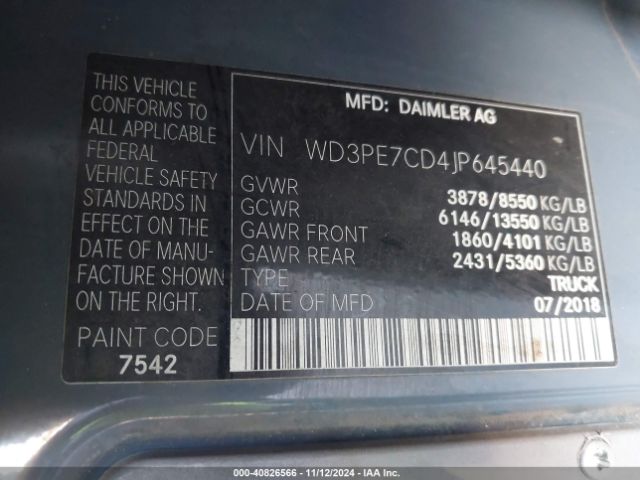 THIS VEHICLE
CONFORMS TO
ALL APPLICABLE
FEDERAL
VEHICLE SAFETY
STANDARDS IN
EFFECT ON THE
DATE OF MANU-
FACTURE SHOWN
ON THE RIGHT.
PAINT CODE
7542
MFD: DAIMLER AG
VIN WD3PE7CD4JP645440
GVWR 3878/8550 KG/LB
GCWR 6146/13550 KG/LB
GAWR FRONT 1860/4101 KG/LB
GAWR REAR 2431/5360 KG/LB
TYPE TRUCK
DATE OF MFD 07/2018
000-40826566 - 11/12/2024 - IAA Inc.